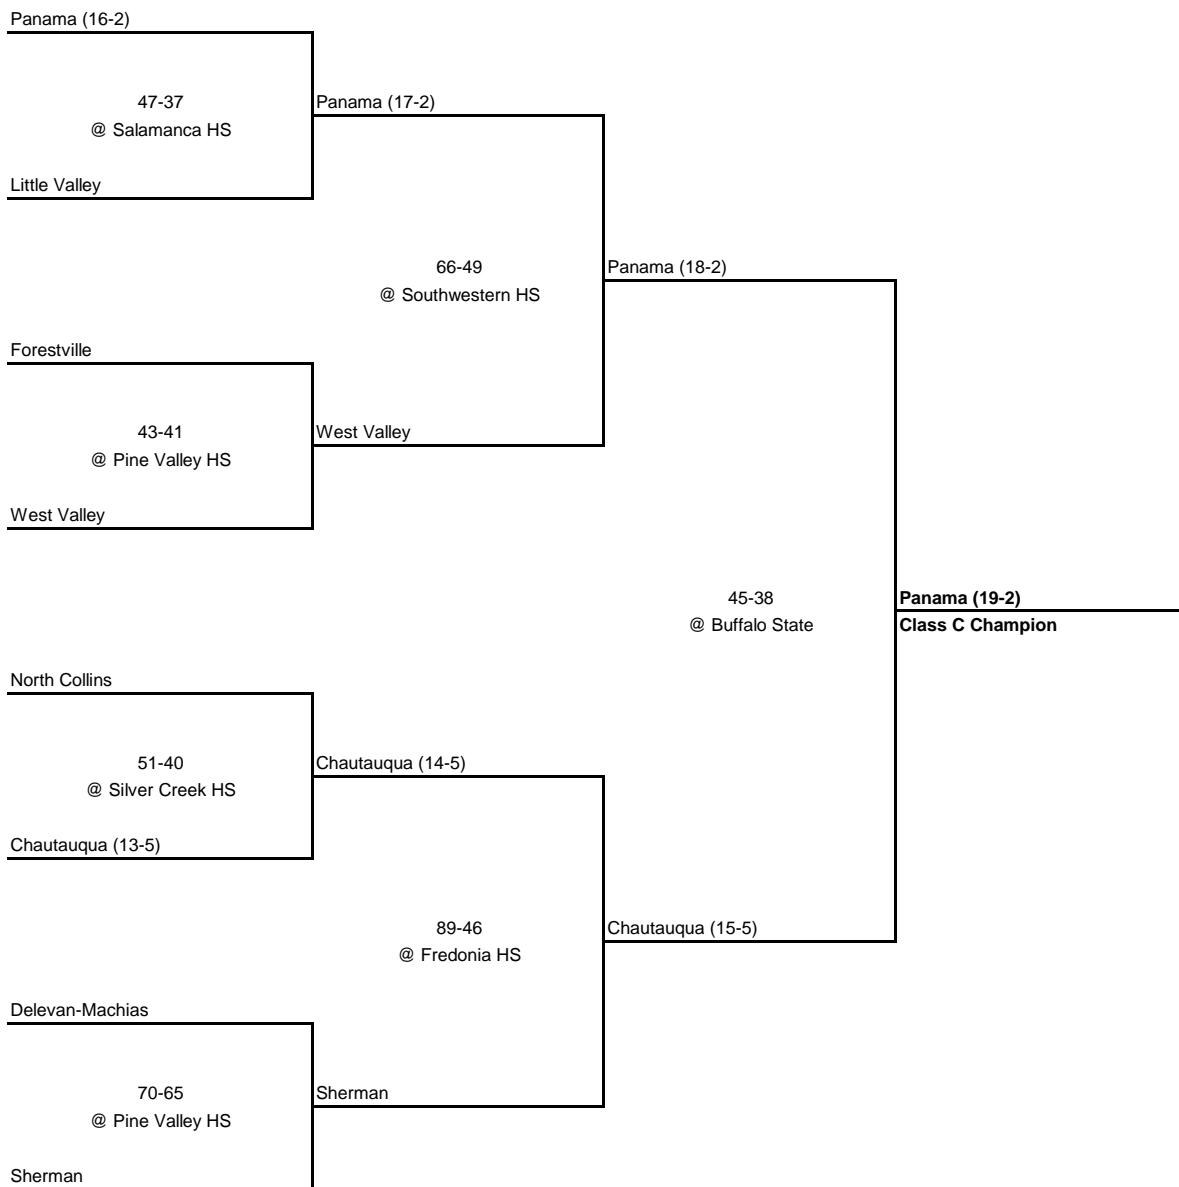 Panama (16-2)
47-37
@ Salamanca HS
Panama (17-2)
Little Valley
66-49
@ Southwestern HS
Panama (18-2)
Forestville
43-41
@ Pine Valley HS
West Valley
West Valley
45-38
@ Buffalo State
Panama (19-2)
Class C Champion
North Collins
51-40
@ Silver Creek HS
Chautauqua (14-5)
Chautauqua (13-5)
89-46
@ Fredonia HS
Chautauqua (15-5)
Delevan-Machias
70-65
@ Pine Valley HS
Sherman
Sherman